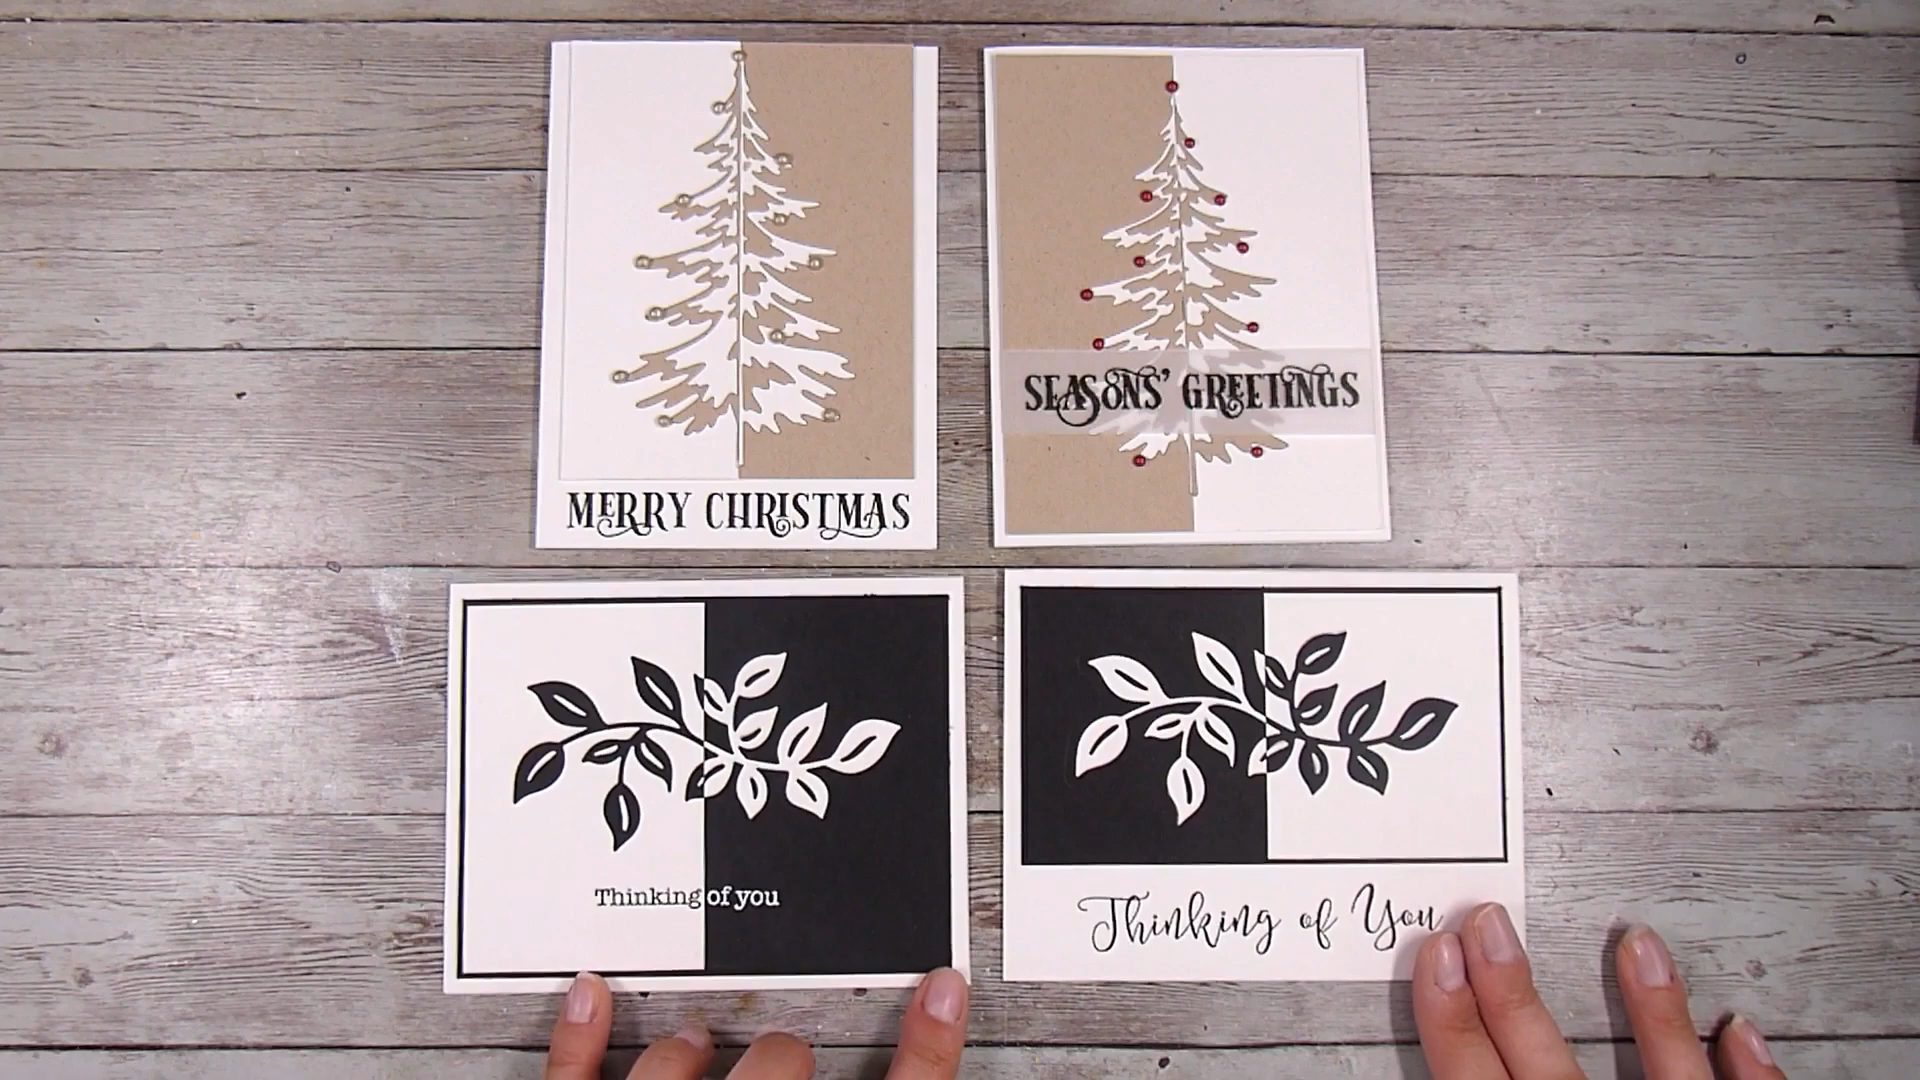 MERRY CHRISTMAS
SEASONS' GREETINGS
Thinking of you
Thinking of You